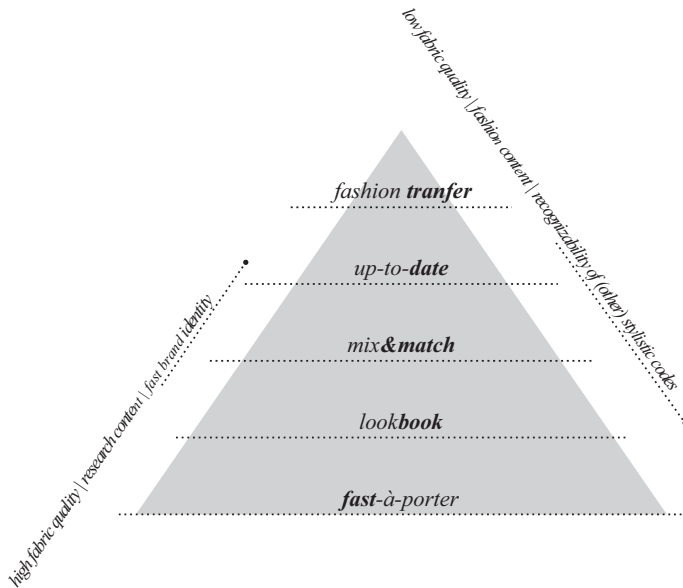 low fabric quality | fashion content | recognizability of (other) stylistic codes
fashion tranfer
up-to-date
mix&match
lookbook
fast-à-porter
high fabric quality | research content | fast brand identity